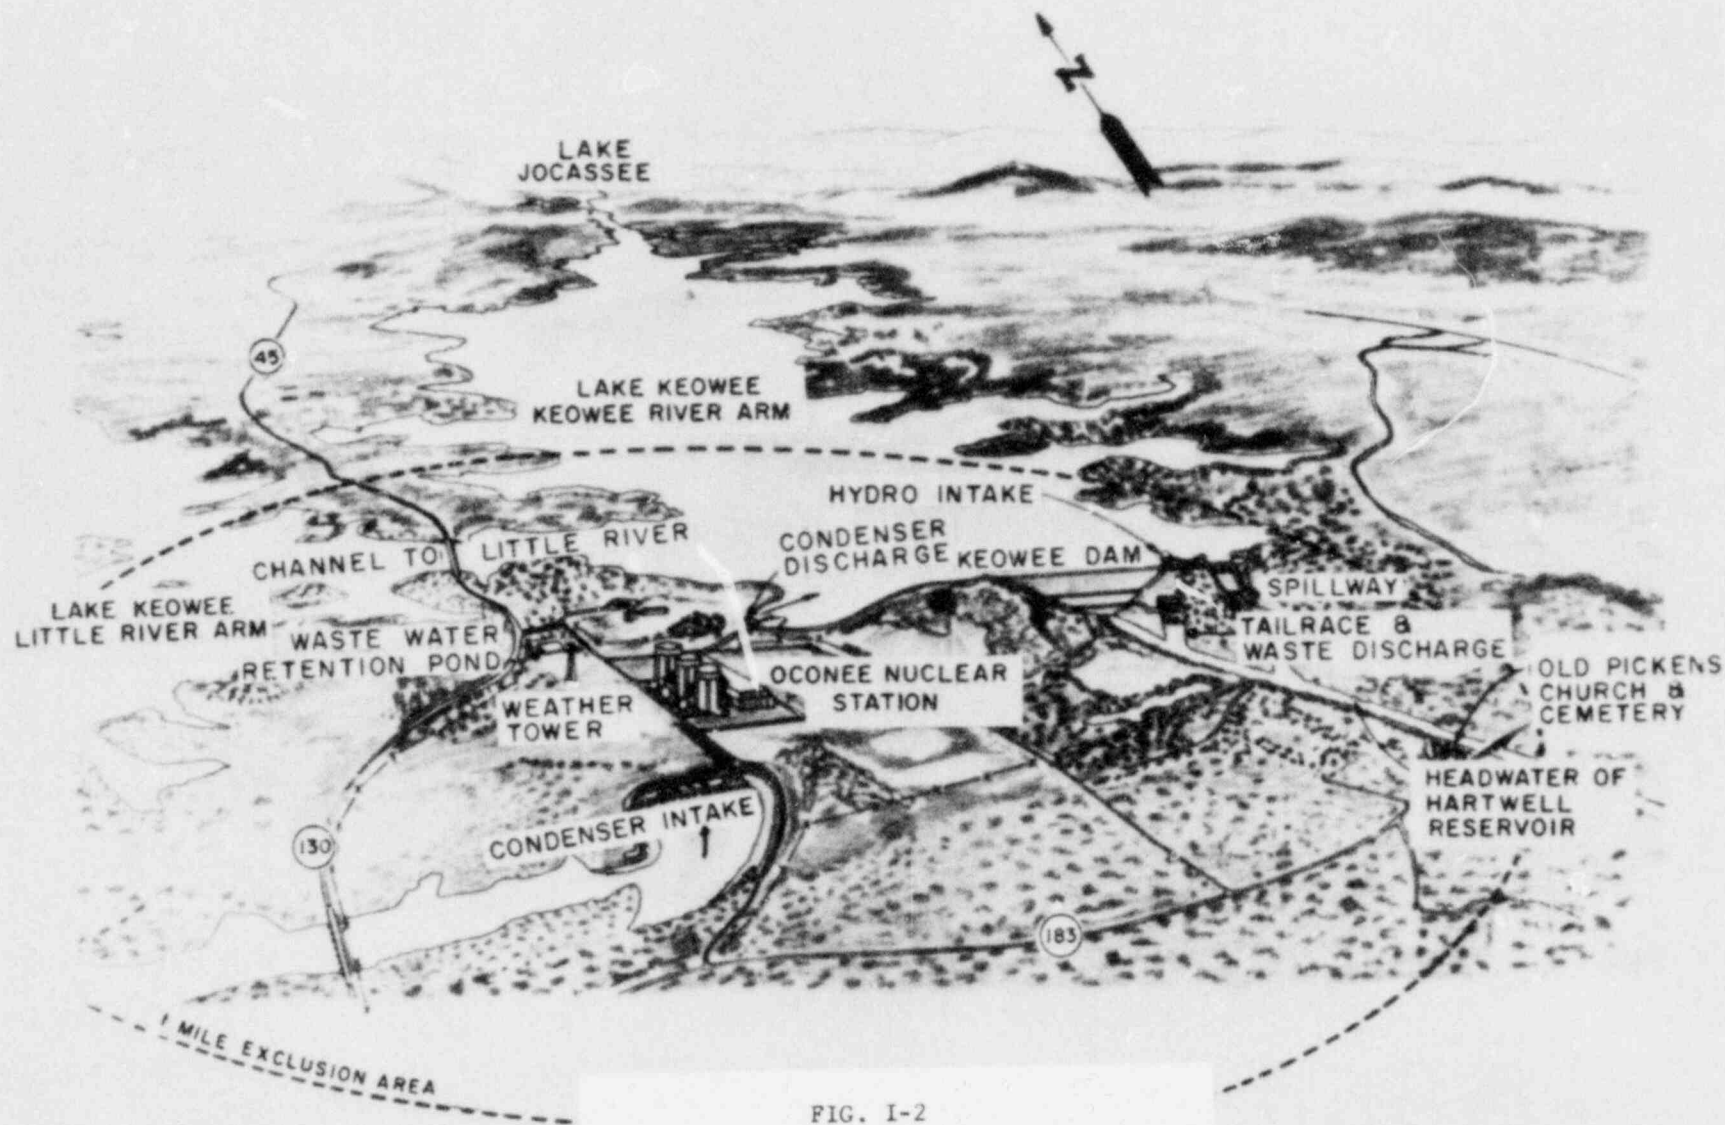 N
LAKE
JOCASSEE
45
LAKE KEOWEE
KEOWEE RIVER ARM
HYDRO INTAKE
CHANNEL TO LITTLE RIVER
CONDENSER
DISCHARGE
KEOWEE DAM
LAKE KEOWEE
LITTLE RIVER ARM
WASTE WATER
RETENTION POND
SPILLWAY
TAILRACE &
WASTE DISCHARGE
OCONEE NUCLEAR
STATION
WEATHER
TOWER
OLD PICKENS
CHURCH &
CEMETERY
HEADWATER OF
HARTWELL
RESERVOIR
CONDENSER INTAKE
130
183
1 MILE EXCLUSION AREA
FIG. I-2